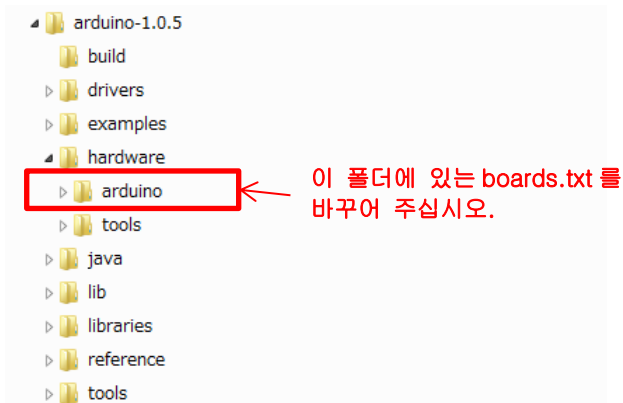 arduino-1.0.5
build
drivers
examples
hardware
arduino
tools
java
lib
libraries
reference
tools
이 폴더에 있는 boards.txt 를
바꾸어 주십시오.